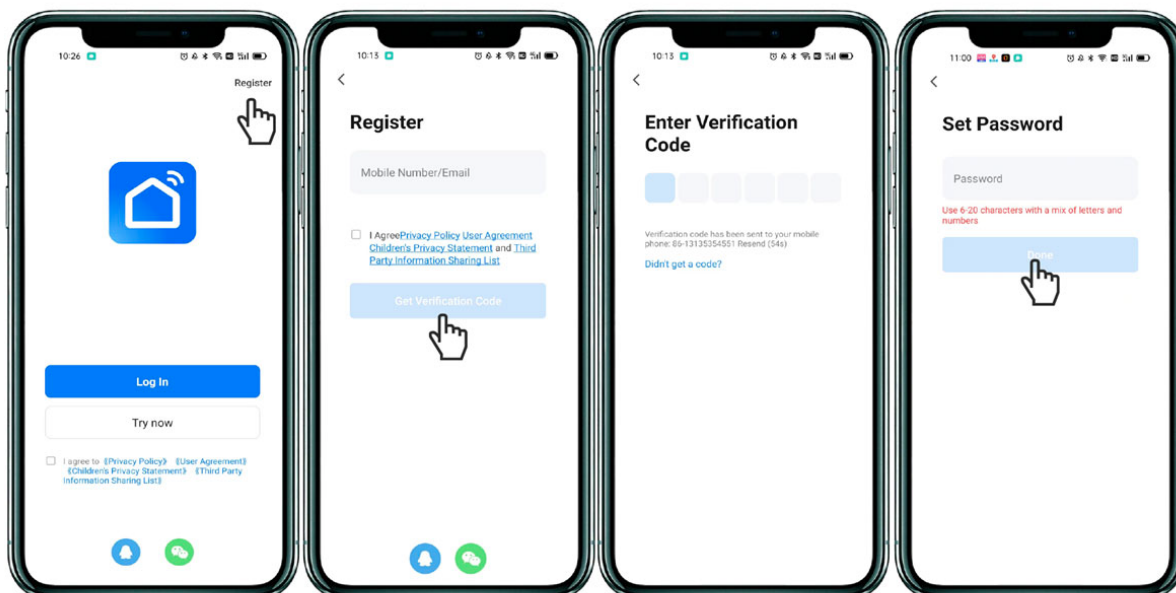 10:26
Register
Log In
Try now
I agree to 《Privacy Policy》 《User Agreement》
《Children's Privacy Statement》 《Third Party
Information Sharing List》
10:13
Register
Mobile Number/Email
I AgreePrivacy Policy User Agreement
Children's Privacy Statement and Third
Party Information Sharing List
Get Verification Code
10:13
Enter Verification
Code
Verification code has been sent to your mobile
phone: 86-13135354551 Resend (54s)
Didn't get a code?
11:00
Set Password
Password
Use 6-20 characters with a mix of letters and
numbers
Done